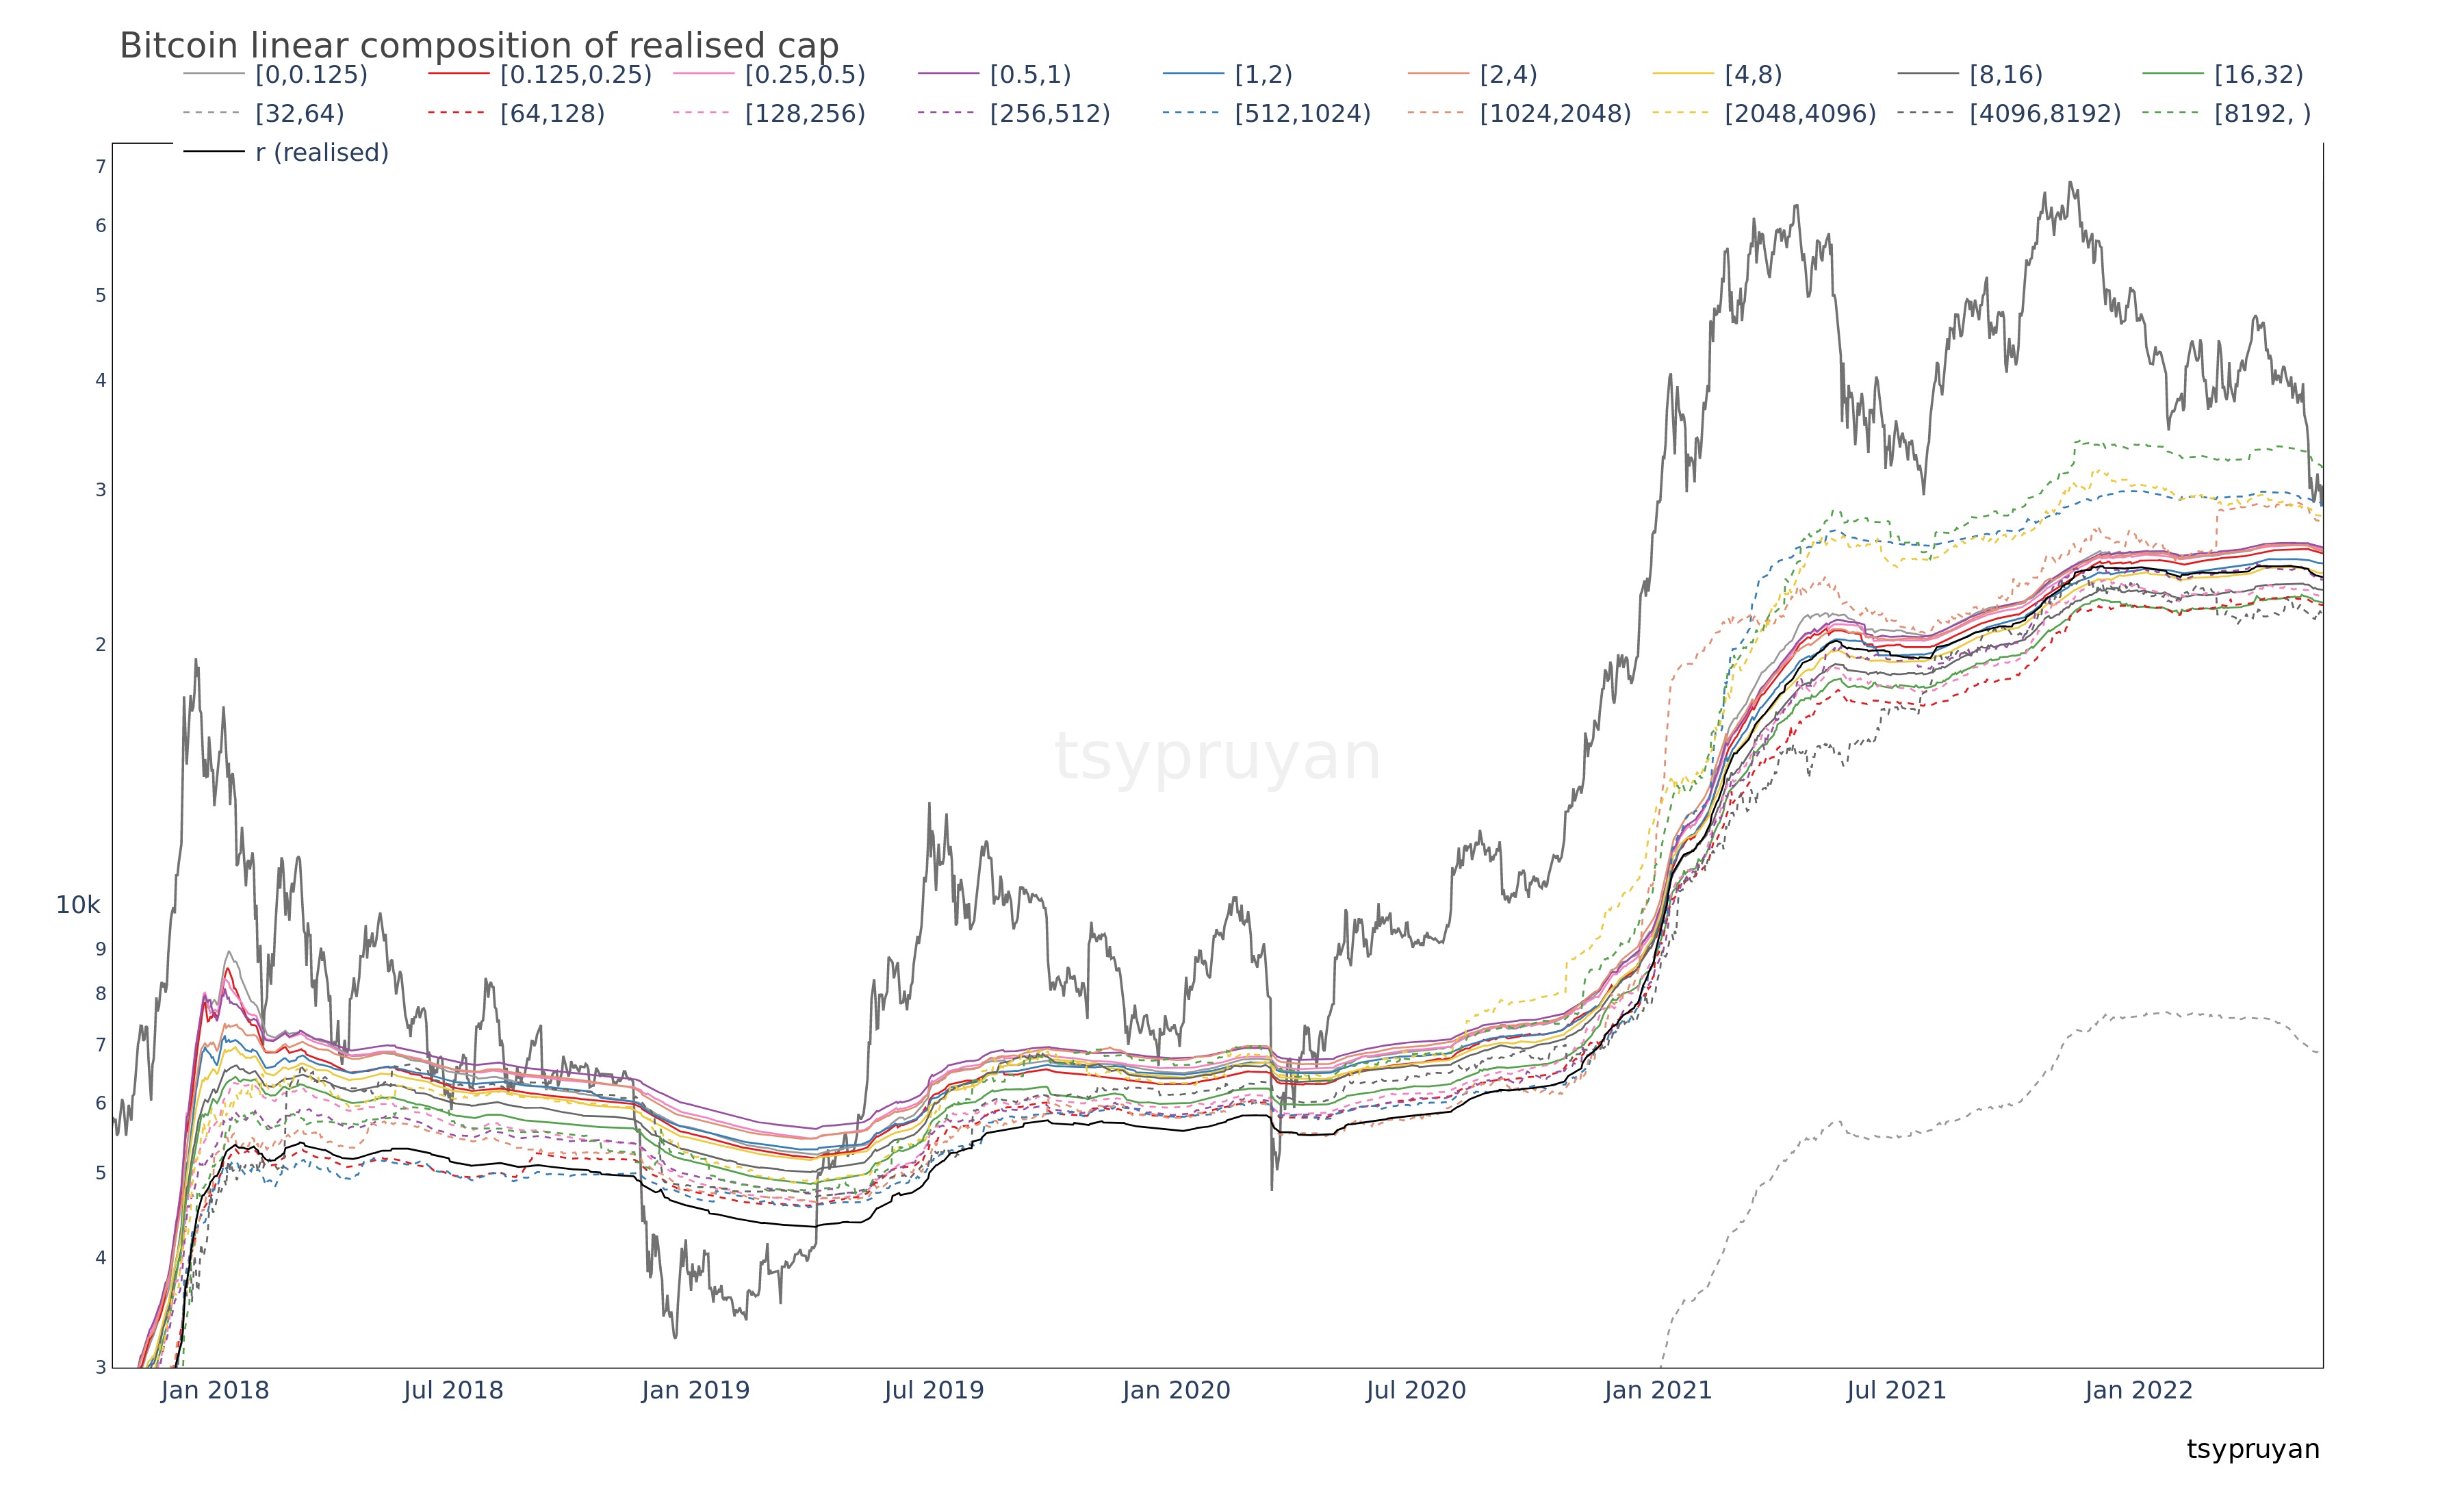 Bitcoin linear composition of realised cap
[0,0.125) [0.125,0.25) [0.25,0.5) [0.5,1) [1,2) [2,4) [4,8) [8,16) [16,32)
[32,64) [64,128) [128,256) [256,512) [512,1024) [1024,2048) [2048,4096) [4096,8192) [8192, )
r (realised)
7
6
5
4
3
2
tsypruyan
10k
9
8
7
6
5
4
3
Jan 2018 Jul 2018 Jan 2019 Jul 2019 Jan 2020 Jul 2020 Jan 2021 Jul 2021 Jan 2022
tsypruyan